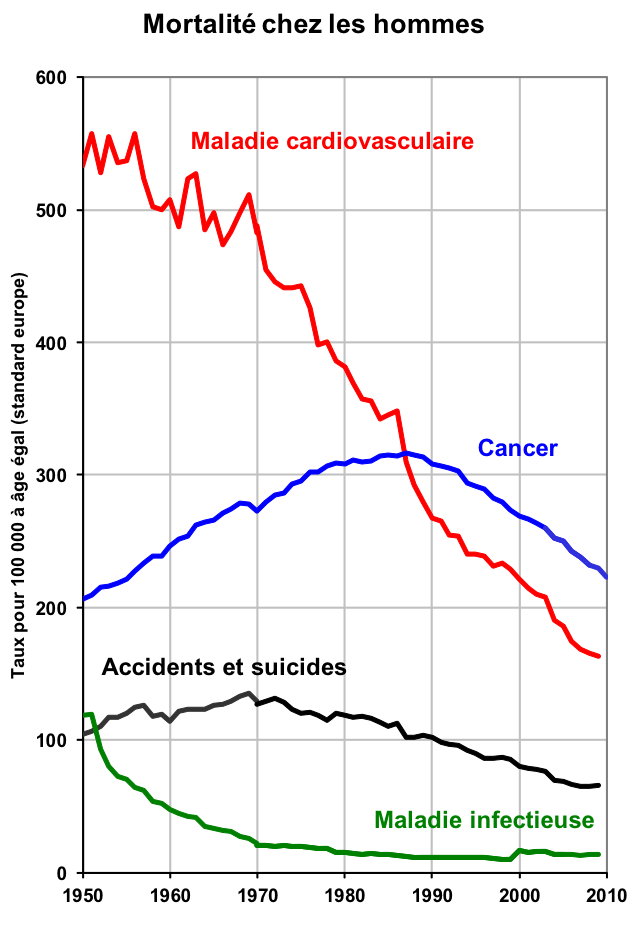 Mortalité chez les hommes
600
Maladie cardiovasculaire
500
400
Cancer
300
200
Accidents et suicides
100
Maladie infectieuse
0
1950 1960 1970 1980 1990 2000 2010
Taux pour 100 000 à âge égal (standard europe)